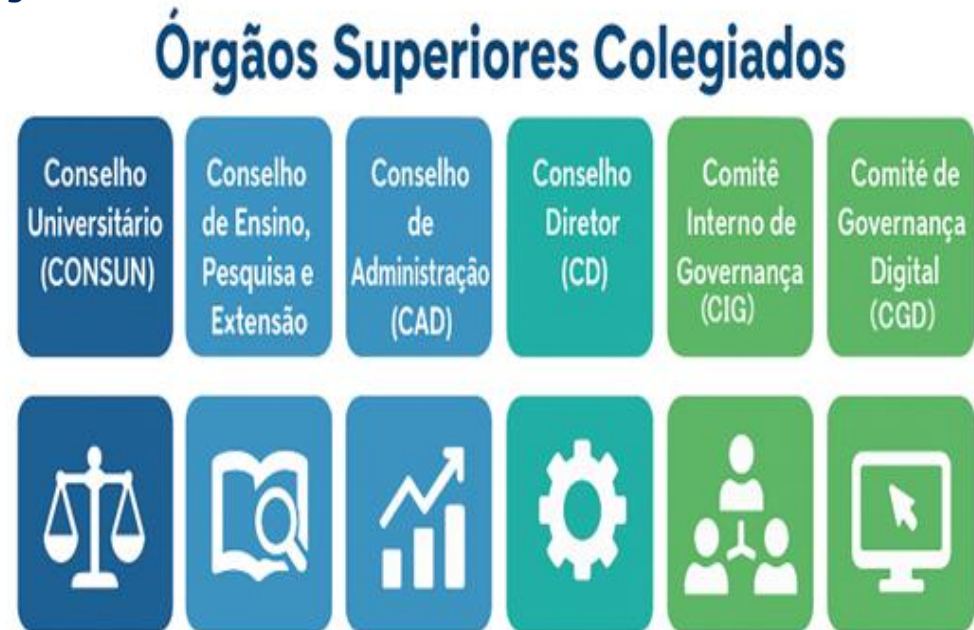 Órgãos Superiores Colegiados
Conselho
Universitário
(CONSUN)
Conselho
de Ensino,
Pesquisa e
Extensão
Conselho
de
Administração
(CAD)
Conselho
Diretor
(CD)
Comitê
Interno de
Governança
(CIG)
Comité de
Governança
Digital
(CGD)